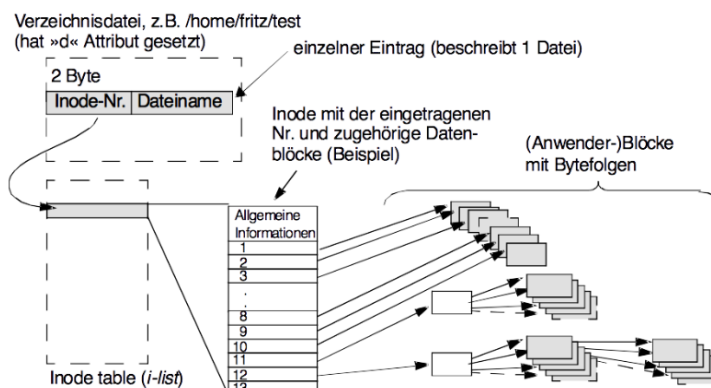 Verzeichnisdatei, z.B. /home/fritz/test
(hat »d« Attribut gesetzt)
einzelner Eintrag (beschreibt 1 Datei)
2 Byte
Inode-Nr. Dateiname
Inode mit der eingetragenen
Nr. und zugehörige Daten-
blöcke (Beispiel)
(Anwender-)Blöcke
mit Bytefolgen
Allgemeine
Informationen
1
2
3
.
.
8
9
10
11
12
13
Inode table (i-list)